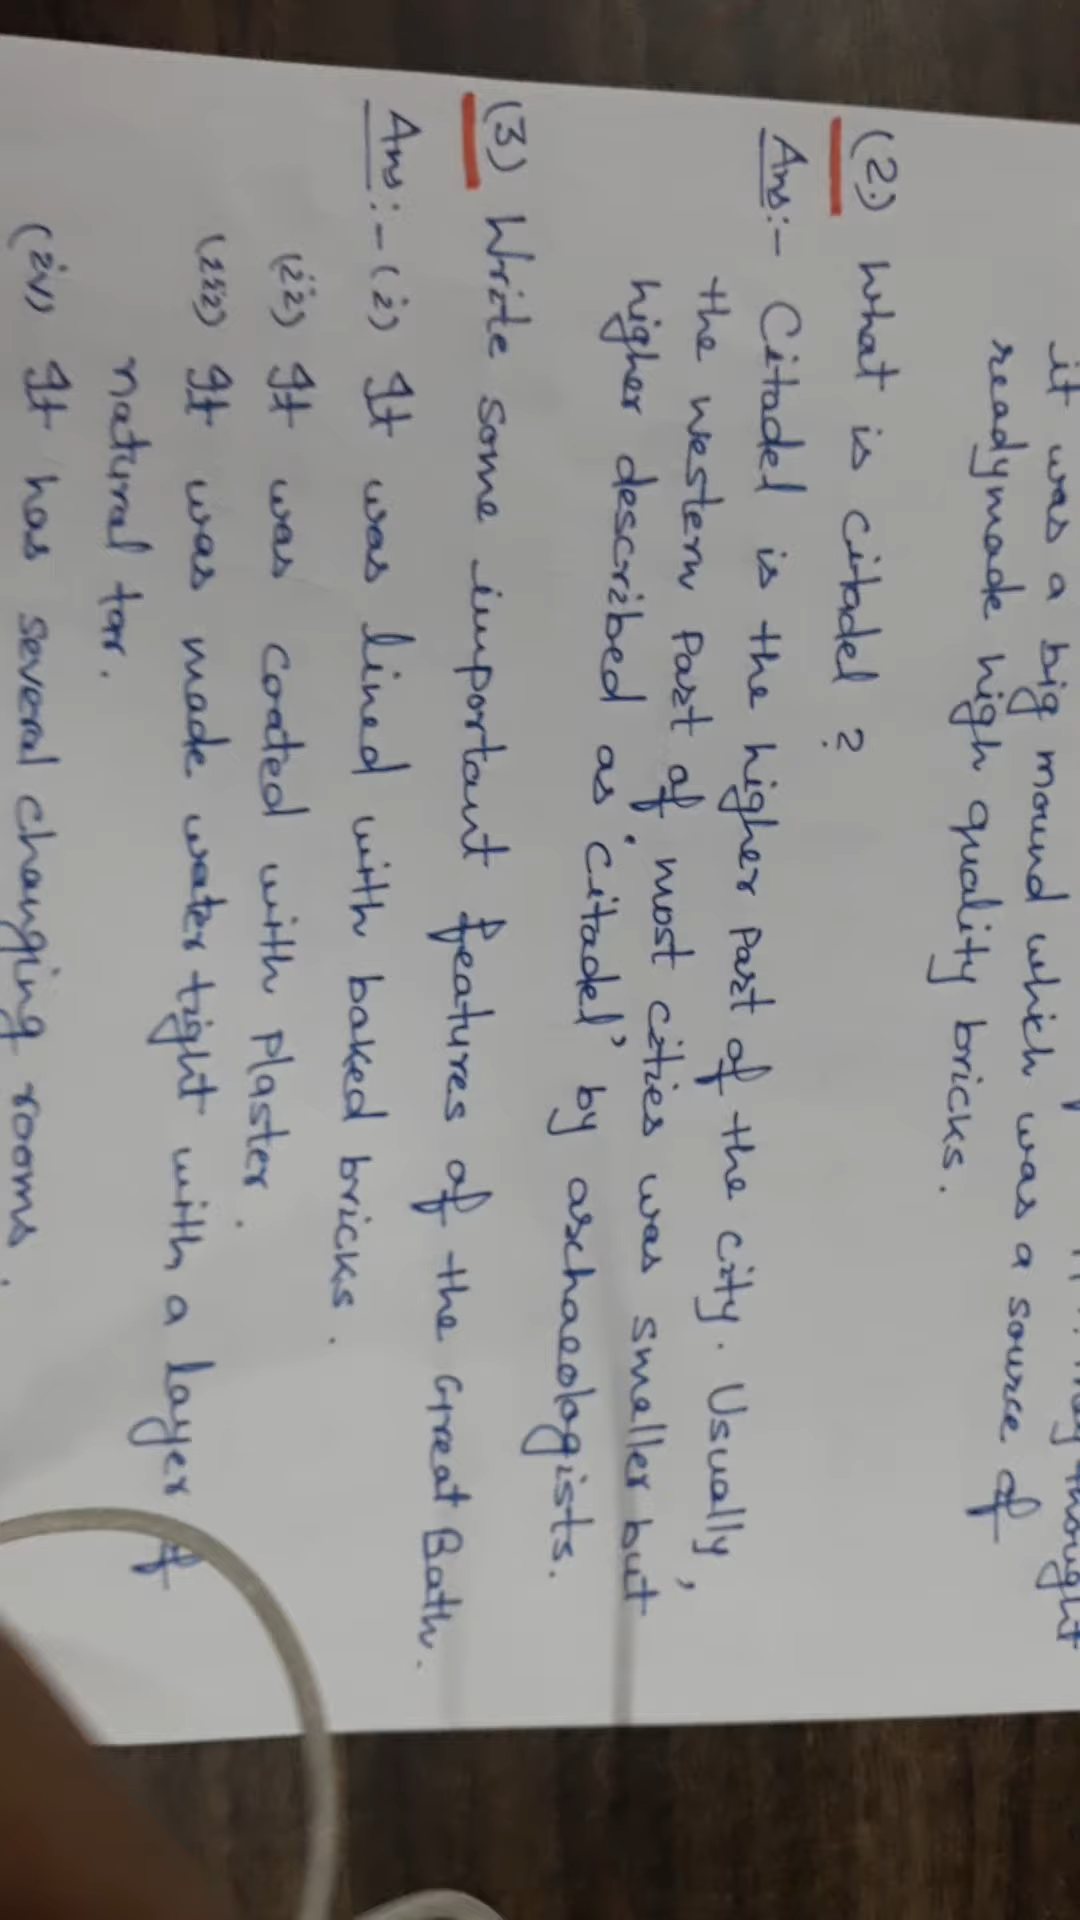 thought
it was a big mound which was a source of
readymade high quality bricks.
(2.) What is citadel ?
Ans:- Citadel is the higher part of the city. Usually,
the western part of most cities was smaller but
higher described as 'citadel' by archaeologists.
(3) Write some important features of the Great Bath.
Ans:-(i) It was lined with baked bricks.
(ii) It was coated with plaster.
(iii) It was made water tight with a layer of
natural tar.
(iv) It has several changing rooms.